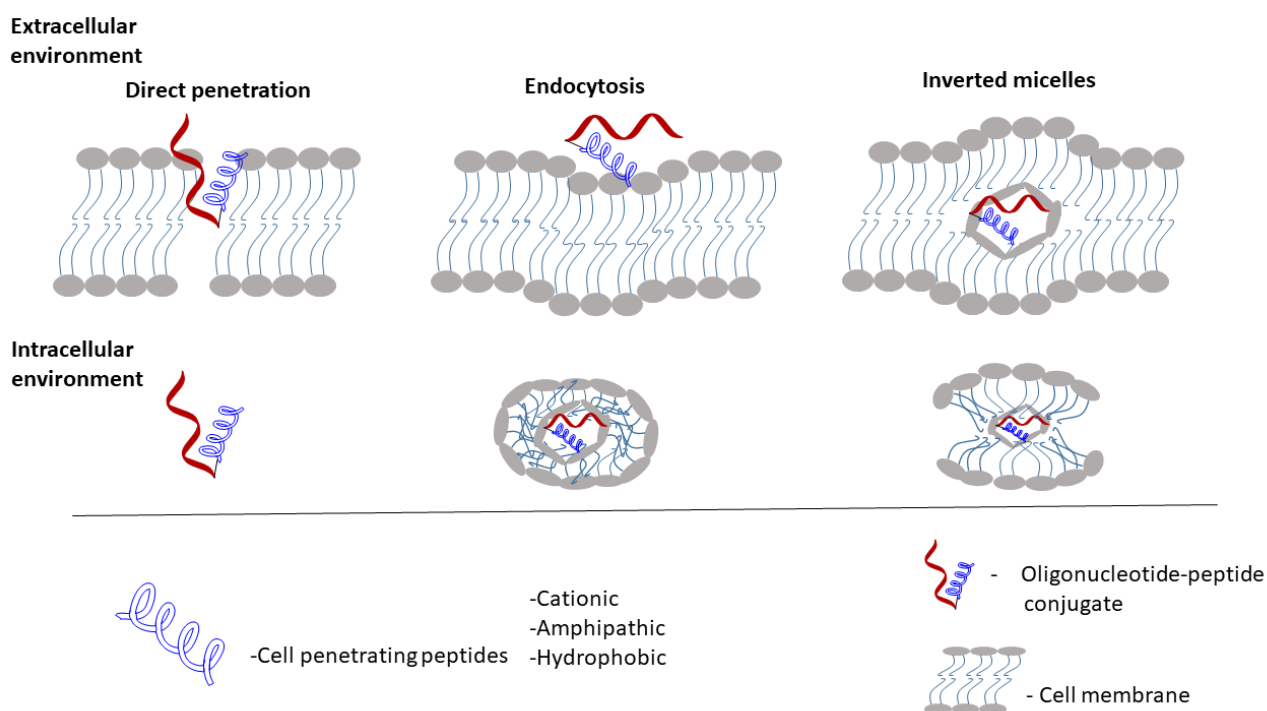 Extracellular
environment
Direct penetration
Endocytosis
Inverted micelles
Intracellular
environment
-Cell penetrating peptides
-Cationic
-Amphipathic
-Hydrophobic
- Oligonucleotide-peptide
conjugate
- Cell membrane